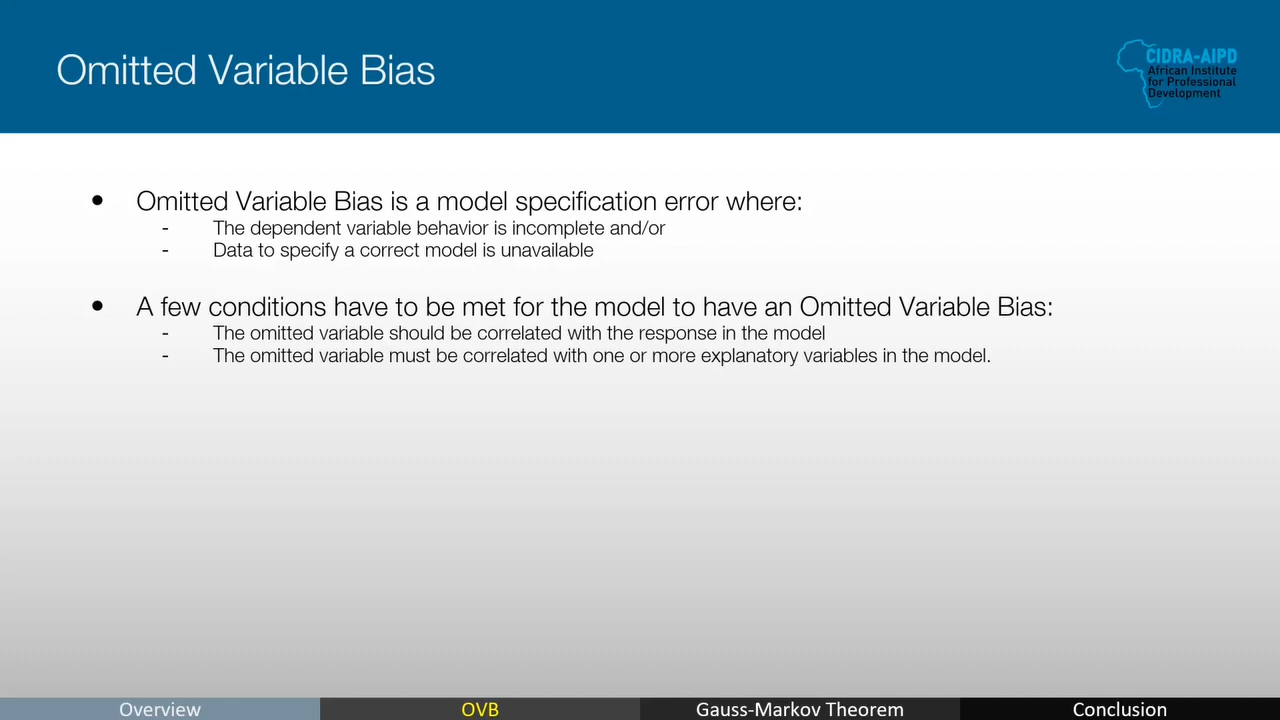 Omitted Variable Bias
CIDRA-AIPD
African Institute
for Professional
Development
• Omitted Variable Bias is a model specification error where:
- The dependent variable behavior is incomplete and/or
- Data to specify a correct model is unavailable
• A few conditions have to be met for the model to have an Omitted Variable Bias:
- The omitted variable should be correlated with the response in the model
- The omitted variable must be correlated with one or more explanatory variables in the model.
Overview
OVB
Gauss-Markov Theorem
Conclusion